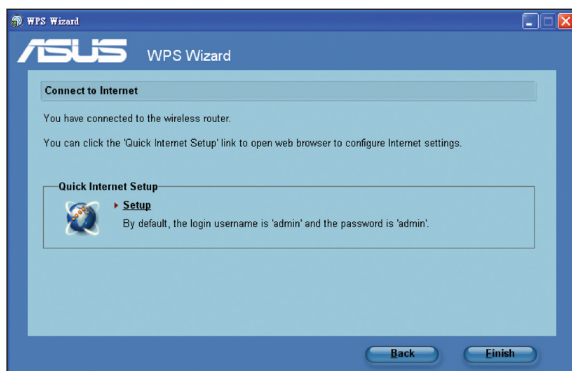 WPS Wizard
ASUS WPS Wizard
Connect to Internet
You have connected to the wireless router.
You can click the 'Quick Internet Setup' link to open web browser to configure Internet settings.
Quick Internet Setup
Setup
By default, the login username is 'admin' and the password is 'admin'.
Back Finish